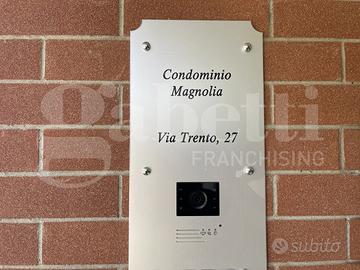 Condominio
Magnolia
Via Trento, 27
gabetti
FRANCHISING
subito